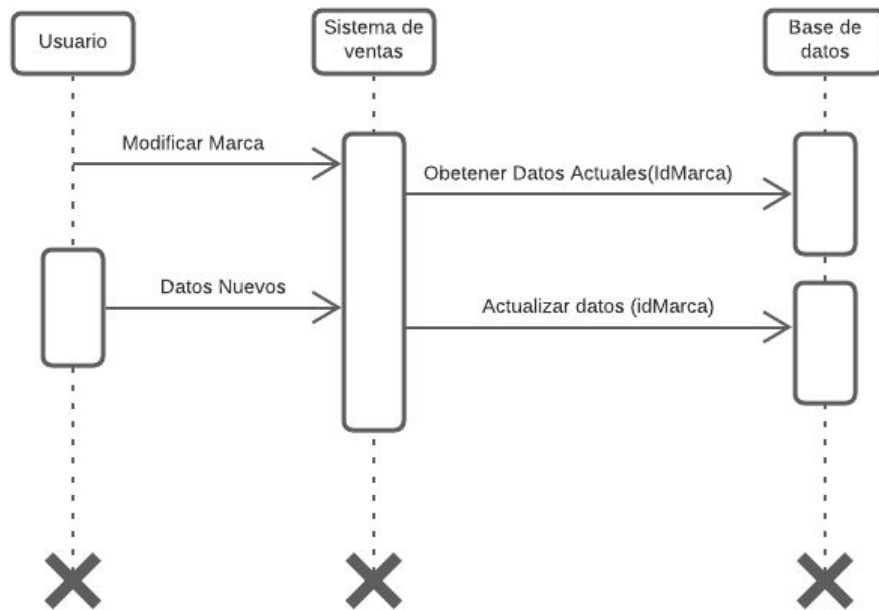 Usuario
Sistema de
ventas
Base de
datos
Modificar Marca
Obetener Datos Actuales(IdMarca)
Datos Nuevos
Actualizar datos (idMarca)